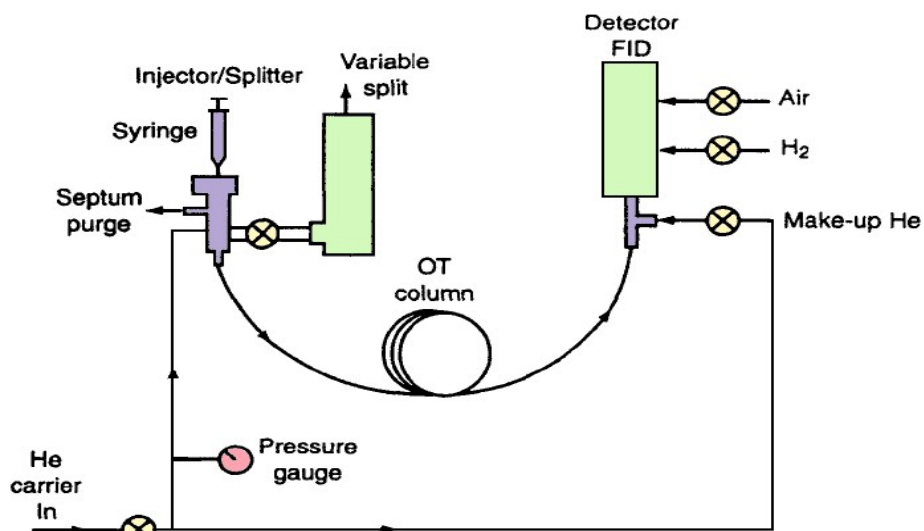 Detector
FID
Injector/Splitter
Variable
split
Syringe
Air
H₂
Septum
purge
Make-up He
OT
column
Pressure
gauge
He
carrier
In